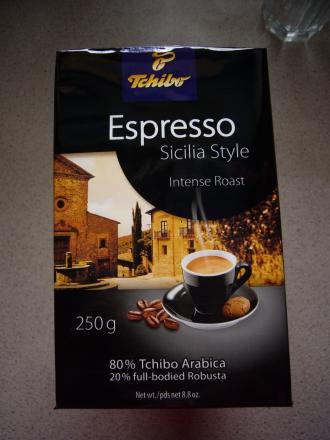 Tchibo
Espresso
Sicilia Style
Intense Roast
250 g
80% Tchibo Arabica
20% full-bodied Robusta
Net wt./pds net 8.8 oz.